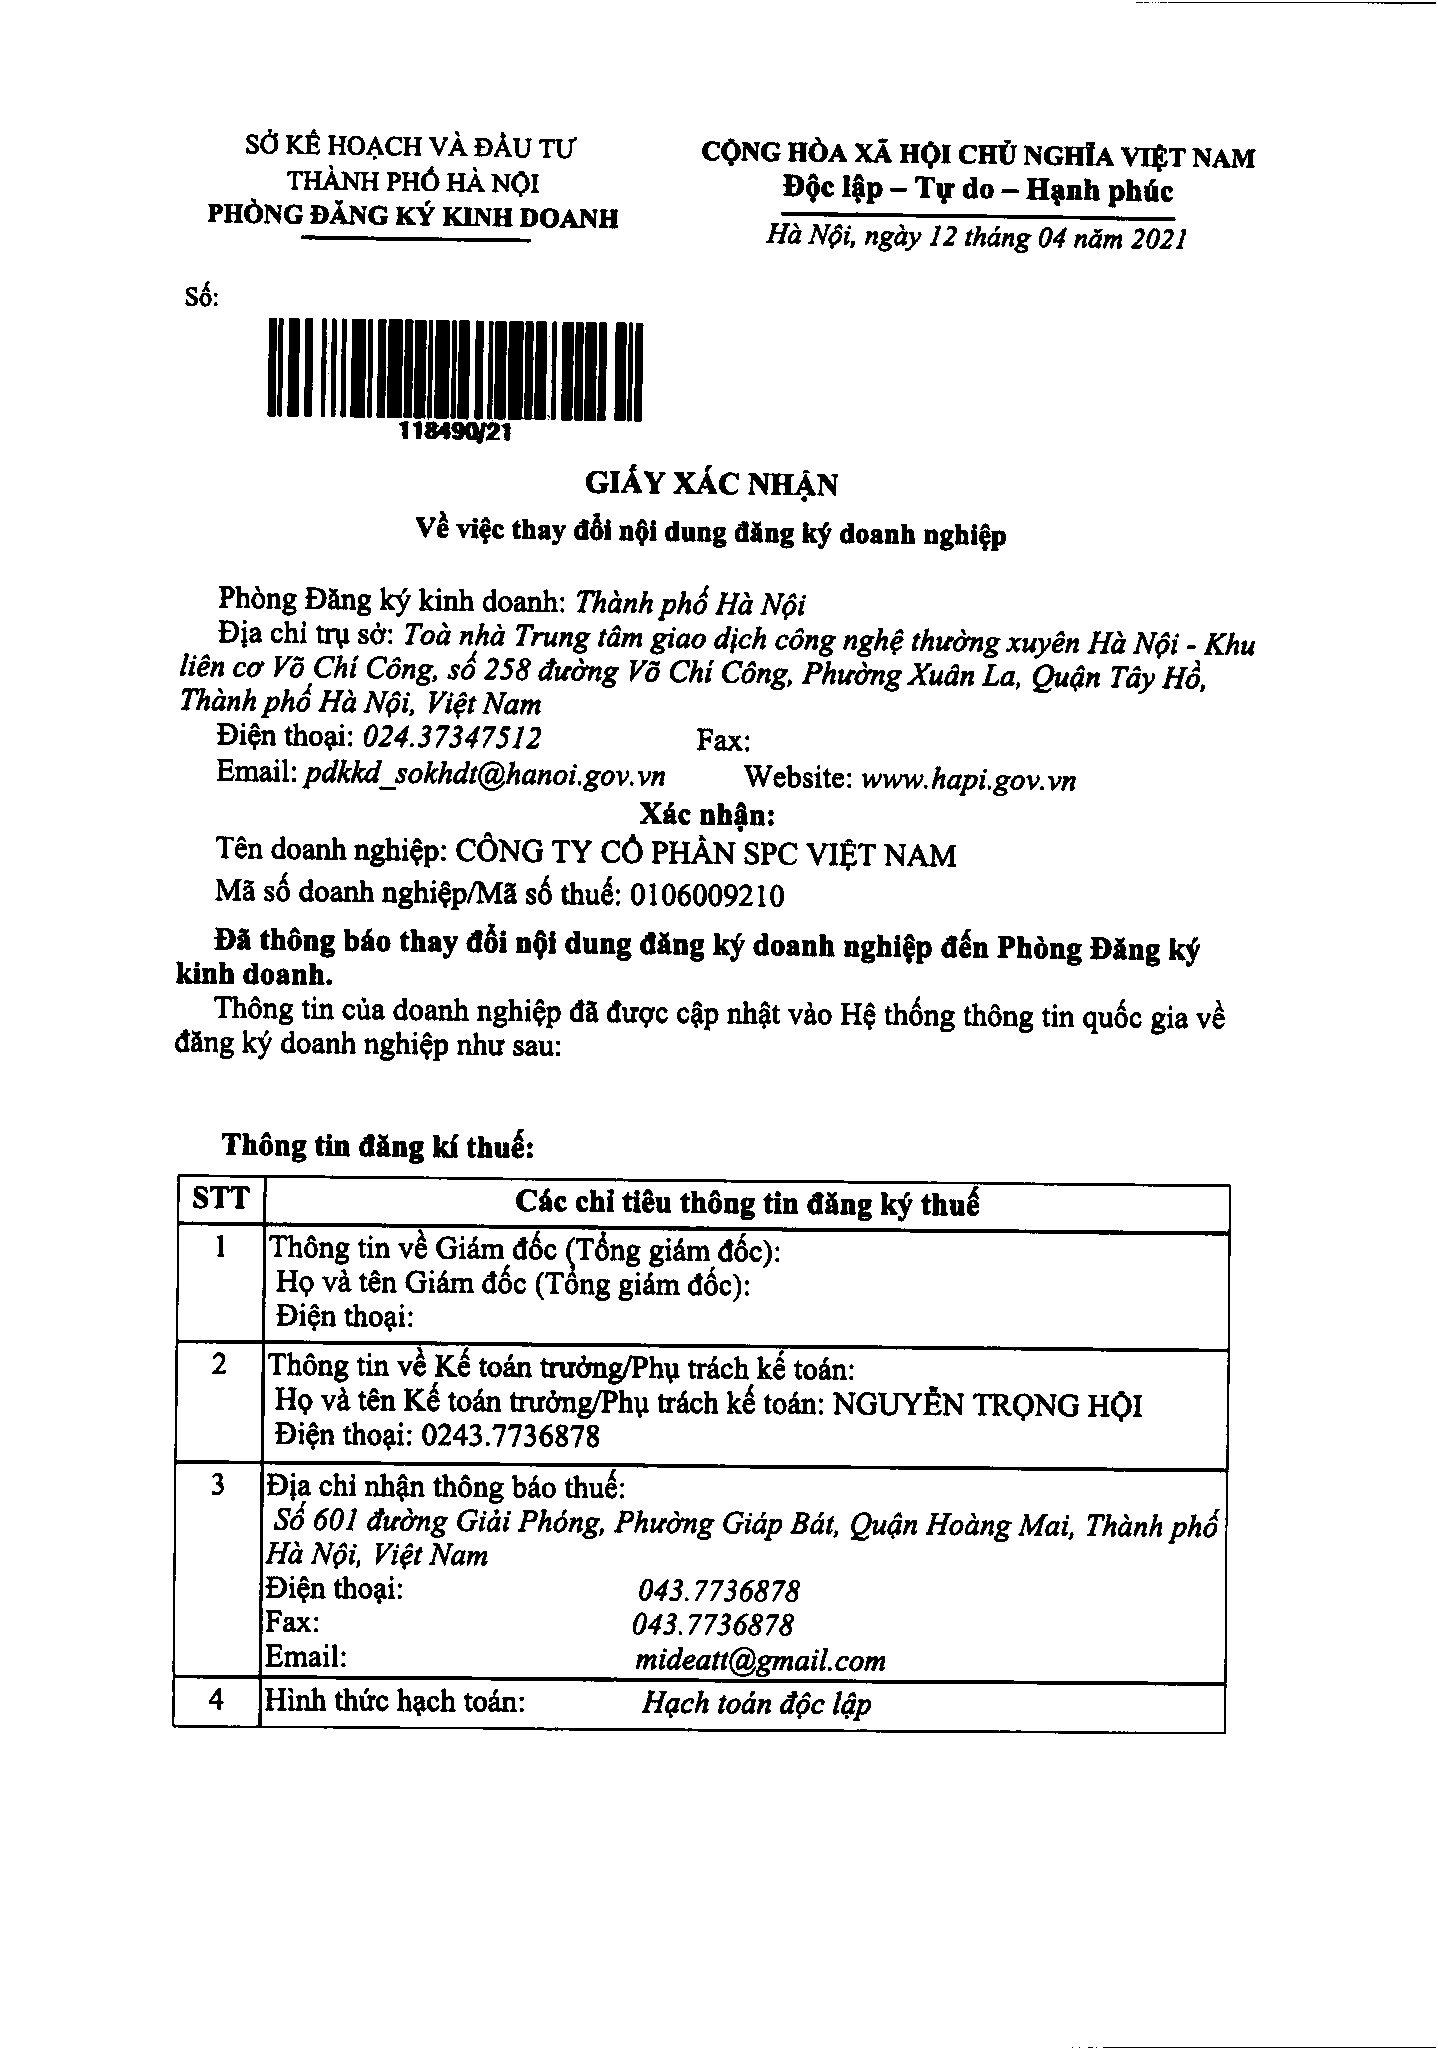 SỞ KẾ HOẠCH VÀ ĐẦU TƯ
THÀNH PHỐ HÀ NỘI
PHÒNG ĐĂNG KÝ KINH DOANH
CỘNG HÒA XÃ HỘI CHỦ NGHĨA VIỆT NAM
Độc lập – Tự do – Hạnh phúc
Hà Nội, ngày 12 tháng 04 năm 2021
Số:
118490/21
GIẤY XÁC NHẬN
Về việc thay đổi nội dung đăng ký doanh nghiệp
Phòng Đăng ký kinh doanh: Thành phố Hà Nội
Địa chỉ trụ sở: Toà nhà Trung tâm giao dịch công nghệ thường xuyên Hà Nội - Khu
liên cơ Võ Chí Công, số 258 đường Võ Chí Công, Phường Xuân La, Quận Tây Hồ,
Thành phố Hà Nội, Việt Nam
Điện thoại: 024.37347512 Fax:
Email: pdkkd_sokhdt@hanoi.gov.vn Website: www.hapi.gov.vn
Xác nhận:
Tên doanh nghiệp: CÔNG TY CỔ PHẦN SPC VIỆT NAM
Mã số doanh nghiệp/Mã số thuế: 0106009210
Đã thông báo thay đổi nội dung đăng ký doanh nghiệp đến Phòng Đăng ký
kinh doanh.
Thông tin của doanh nghiệp đã được cập nhật vào Hệ thống thông tin quốc gia về
đăng ký doanh nghiệp như sau:
Thông tin đăng kí thuế:
STT Các chỉ tiêu thông tin đăng ký thuế
1 Thông tin về Giám đốc (Tổng giám đốc):
Họ và tên Giám đốc (Tổng giám đốc):
Điện thoại:
2 Thông tin về Kế toán trưởng/Phụ trách kế toán:
Họ và tên Kế toán trưởng/Phụ trách kế toán: NGUYỄN TRỌNG HỘI
Điện thoại: 0243.7736878
3 Địa chỉ nhận thông báo thuế:
Số 601 đường Giải Phóng, Phường Giáp Bát, Quận Hoàng Mai, Thành phố
Hà Nội, Việt Nam
Điện thoại: 043.7736878
Fax: 043.7736878
Email: mideatt@gmail.com
4 Hình thức hạch toán: Hạch toán độc lập